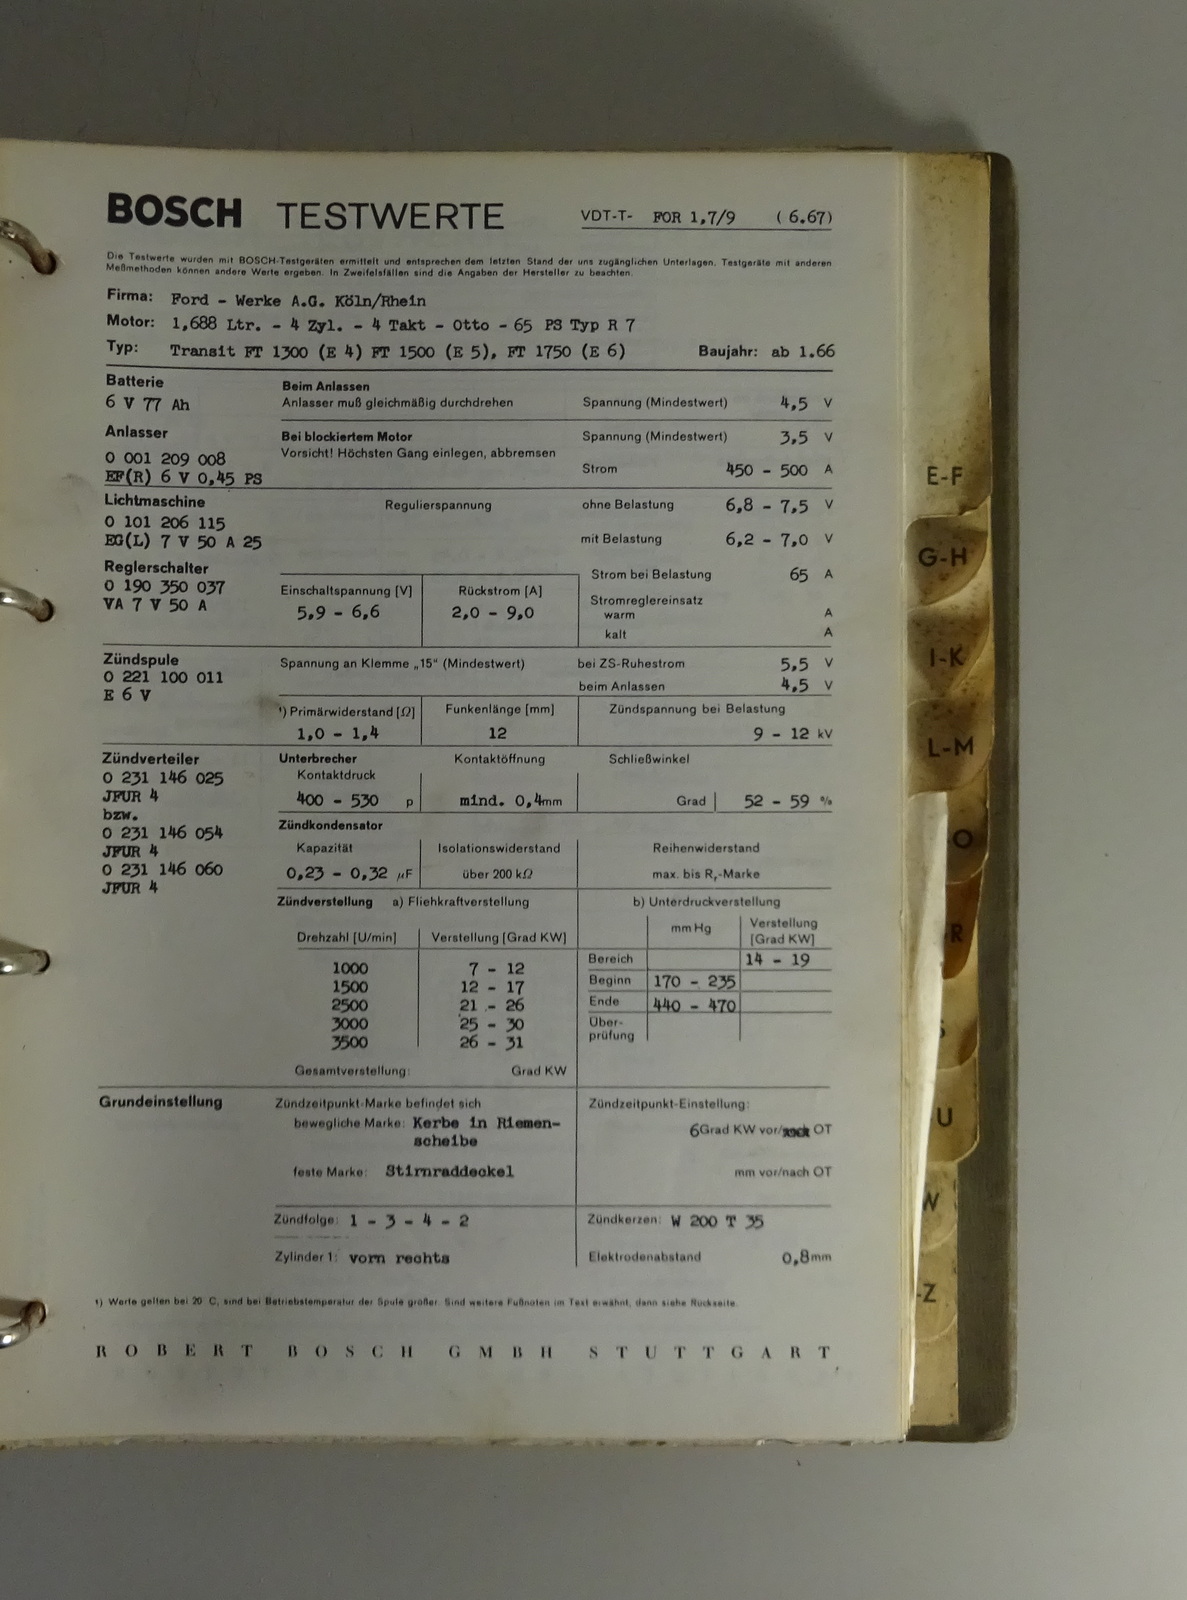 BOSCH TESTWERTE VDT-T- FOR 1,7/9 (6.67)
Die Testwerte wurden mit BOSCH-Testgeräten ermittelt und entsprechen dem letzten Stand der uns zugänglichen Unterlagen. Testgeräte mit anderen
Meßmethoden können andere Werte ergeben. In Zweifelsfällen sind die Angaben der Hersteller zu beachten.
Firma: Ford - Werke A.G. Köln/Rhein
Motor: 1,688 Ltr. - 4 Zyl. - 4 Takt - Otto - 65 PS Typ R 7
Typ: Transit FT 1300 (E 4) FT 1500 (E 5), FT 1750 (E 6) Baujahr: ab 1.66
Batterie
6 V 77 Ah
Beim Anlassen
Anlasser muß gleichmäßig durchdrehen Spannung (Mindestwert) 4,5 V
Anlasser
0 001 209 008
EF(R) 6 V 0,45 PS
Bei blockiertem Motor Spannung (Mindestwert) 3,5 V
Vorsicht! Höchsten Gang einlegen, abbremsen
Strom 450 - 500 A
Lichtmaschine
0 101 206 115
EG(L) 7 V 50 A 25
Regulierspannung ohne Belastung 6,8 - 7,5 V
mit Belastung 6,2 - 7,0 V
Reglerschalter
0 190 350 037
VA 7 V 50 A
Einschaltspannung [V] Rückstrom [A]
5,9 - 6,6 2,0 - 9,0
Strom bei Belastung 65 A
Stromreglereinsatz
warm A
kalt A
Zündspule
0 221 100 011
E 6 V
Spannung an Klemme „15" (Mindestwert) bei ZS-Ruhestrom 5,5 V
beim Anlassen 4,5 V
¹) Primärwiderstand [Ω] Funkenlänge [mm] Zündspannung bei Belastung
1,0 - 1,4 12 9 - 12 kV
Zündverteiler
0 231 146 025
JFUR 4
bzw.
0 231 146 054
JFUR 4
0 231 146 060
JFUR 4
Unterbrecher Kontaktöffnung Schließwinkel
Kontaktdruck
400 - 530 p mind. 0,4mm Grad 52 - 59 %
Zündkondensator
Kapazität Isolationswiderstand Reihenwiderstand
0,23 - 0,32 µF über 200 kΩ max. bis Rᵣ-Marke
Zündverstellung a) Fliehkraftverstellung b) Unterdruckverstellung
Drehzahl [U/min] Verstellung [Grad KW]
1000 7 - 12
1500 12 - 17
2500 21 - 26
3000 25 - 30
3500 26 - 31
Gesamtverstellung: Grad KW
mm Hg Verstellung
[Grad KW]
Bereich 14 - 19
Beginn 170 - 235
Ende 440 - 470
Über-
prüfung
Grundeinstellung
Zündzeitpunkt-Marke befindet sich
bewegliche Marke: Kerbe in Riemen-
scheibe
feste Marke: Stirnraddeckel
Zündzeitpunkt-Einstellung:
6Grad KW vor/ OT
mm vor/nach OT
Zündfolge: 1 - 3 - 4 - 2 Zündkerzen: W 200 T 35
Zylinder 1: vorn rechts Elektrodenabstand 0,8mm
¹) Werte gelten bei 20° C, sind bei Betriebstemperatur der Spule größer. Sind weitere Fußnoten im Text erwähnt, dann siehe Rückseite.
ROBERT BOSCH GMBH STUTTGART
E-F
G-H
I-K
L-M
O
R
S
U
W
-Z